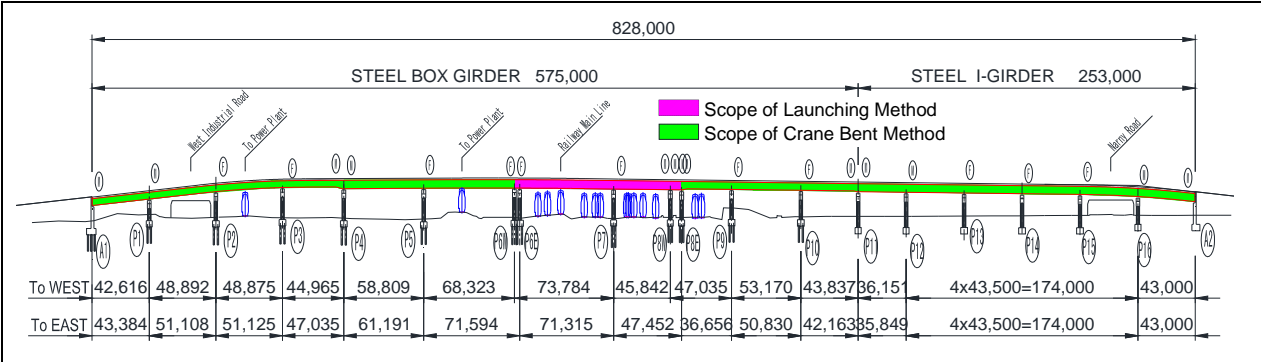 828,000
STEEL BOX GIRDER 575,000
STEEL I-GIRDER 253,000
Scope of Launching Method
Scope of Crane Bent Method
West Industrial Road
To Power Plant
To Power Plant
Railway Main Line
Narny Road
A1
P1
P2
P3
P4
P5
P6W
P6E
P7
P8W
P8E
P9
P10
P11
P12
P13
P14
P15
P16
A2
To WEST 42,616 48,892 48,875 44,965 58,809 68,323 73,784 45,842 47,035 53,170 43,837 36,151 4x43,500=174,000 43,000
To EAST 43,384 51,108 51,125 47,035 61,191 71,594 71,315 47,452 36,656 50,830 42,163 35,849 4x43,500=174,000 43,000